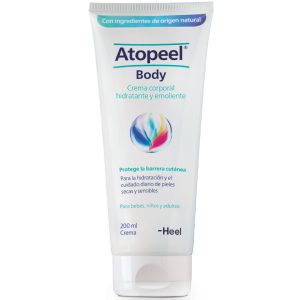 Con ingredientes de origen natural
Atopeel®
Body
Crema corporal
hidratante y emoliente
Protege la barrera cutánea
Para la hidratación y el
cuidado diario de pieles
secas y sensibles
Para bebés, niños y adultos
200 ml
Crema
-Heel